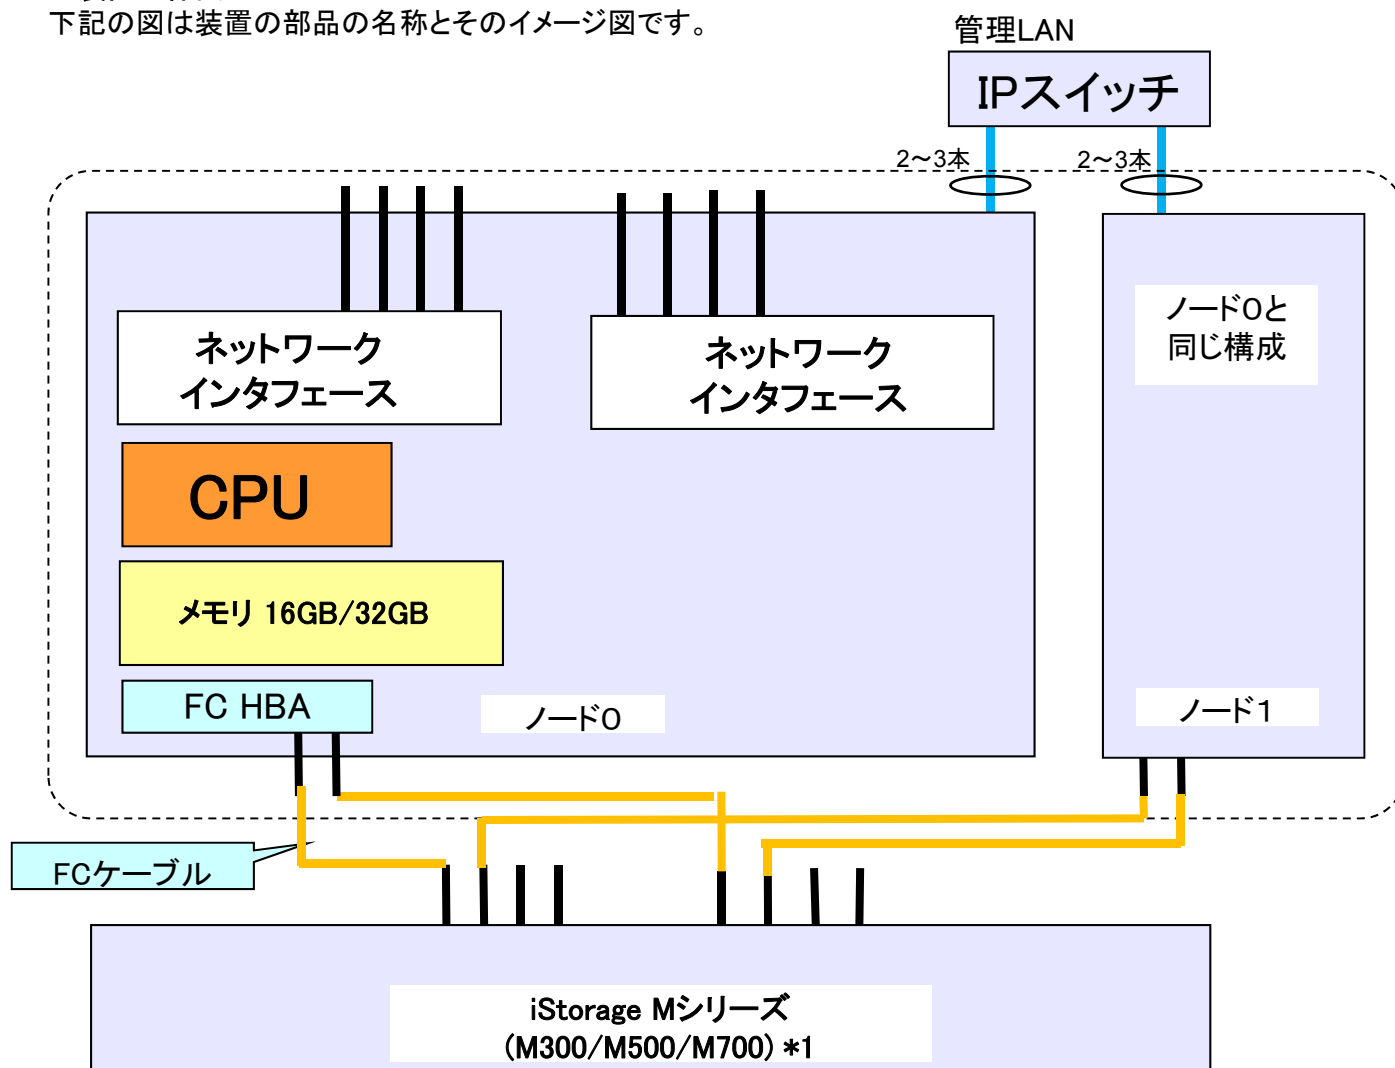 下記の図は装置の部品の名称とそのイメージ図です。
管理LAN
IPスイッチ
2～3本
2～3本
ネットワーク
インタフェース
ネットワーク
インタフェース
ノード0と
同じ構成
CPU
メモリ 16GB/32GB
FC HBA
ノード0
ノード1
FCケーブル
iStorage Mシリーズ
(M300/M500/M700) *1